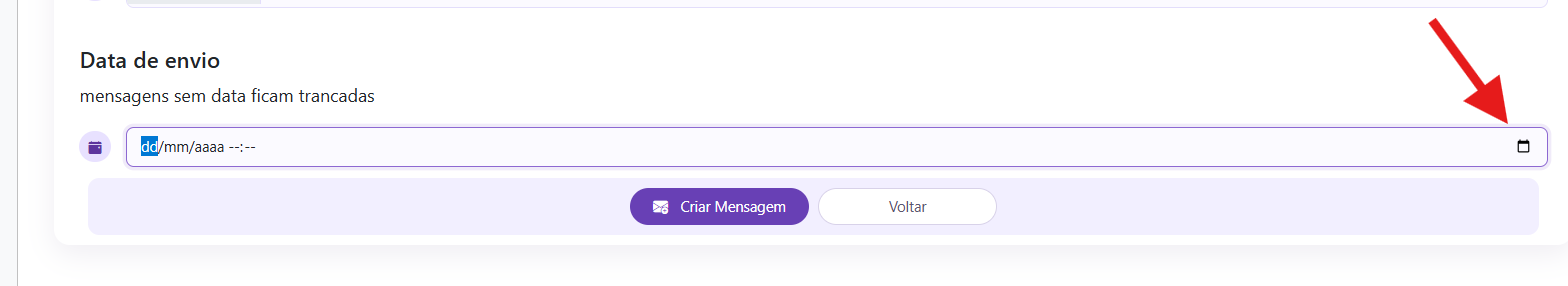 Data de envio
mensagens sem data ficam trancadas
dd/mm/aaaa --:--
Criar Mensagem
Voltar